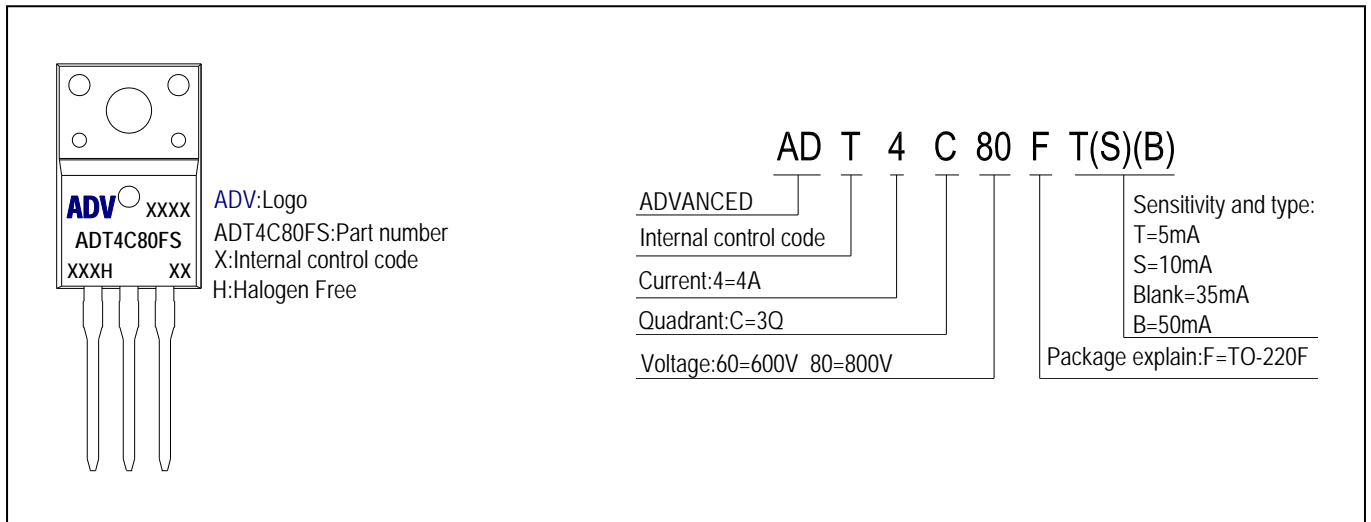 ADV XXXX
ADT4C80FS
XXXH XX
ADV:Logo
ADT4C80FS:Part number
X:Internal control code
H:Halogen Free
AD T 4 C 80 F T(S)(B)
ADVANCED
Internal control code
Current:4=4A
Quadrant:C=3Q
Voltage:60=600V 80=800V
Sensitivity and type:
T=5mA
S=10mA
Blank=35mA
B=50mA
Package explain:F=TO-220F